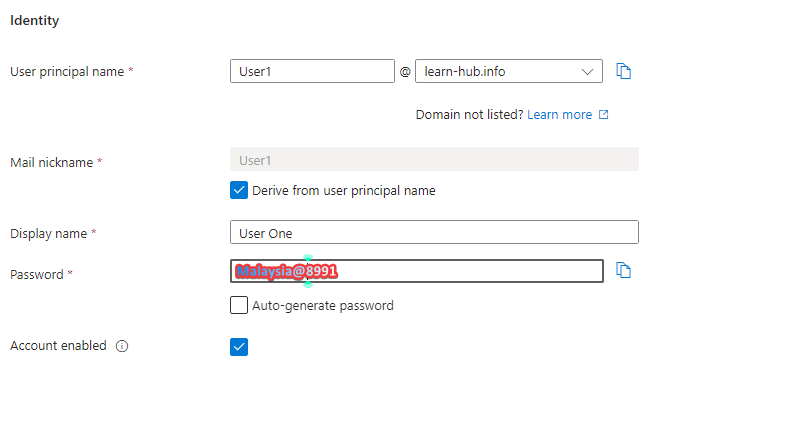 Identity
User principal name * User1 @ learn-hub.info
Domain not listed? Learn more
Mail nickname * User1
Derive from user principal name
Display name * User One
Password * Malaysia@8991
Auto-generate password
Account enabled